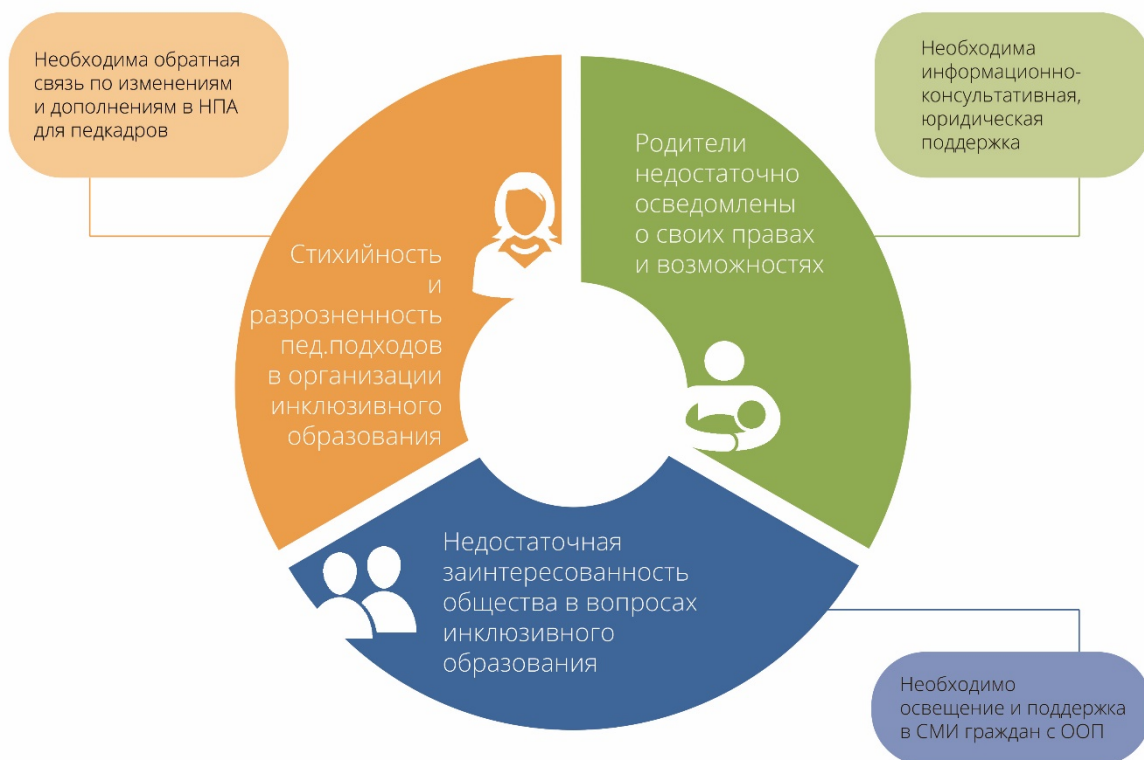 Необходима обратная
связь по изменениям
и дополнениям в НПА
для педкадров
Необходима
информационно-
консультативная,
юридическая
поддержка
Стихийность
и
разрозненность
пед.подходов
в организации
инклюзивного
образования
Родители
недостаточно
осведомлены
о своих правах
и возможностях
Недостаточная
заинтересованность
общества в вопросах
инклюзивного
образования
Необходимо
освещение и поддержка
в СМИ граждан с ООП